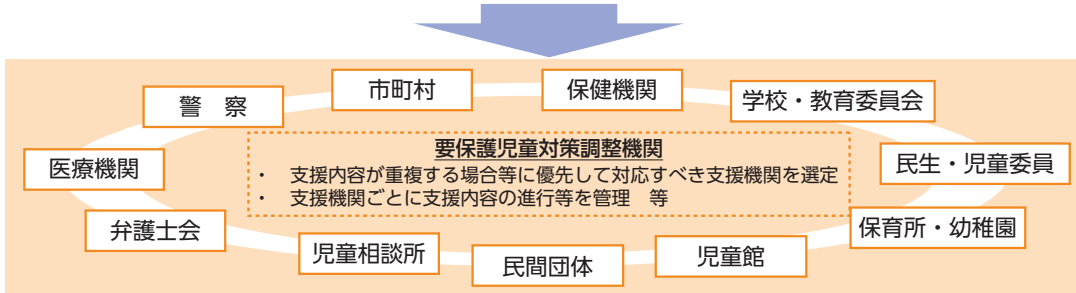 市町村
保健機関
警　察
学校・教育委員会
要保護児童対策調整機関
・　支援内容が重複する場合等に優先して対応すべき支援機関を選定
・　支援機関ごとに支援内容の進行等を管理　等
医療機関
民生・児童委員
弁護士会
保育所・幼稚園
児童相談所
民間団体
児童館